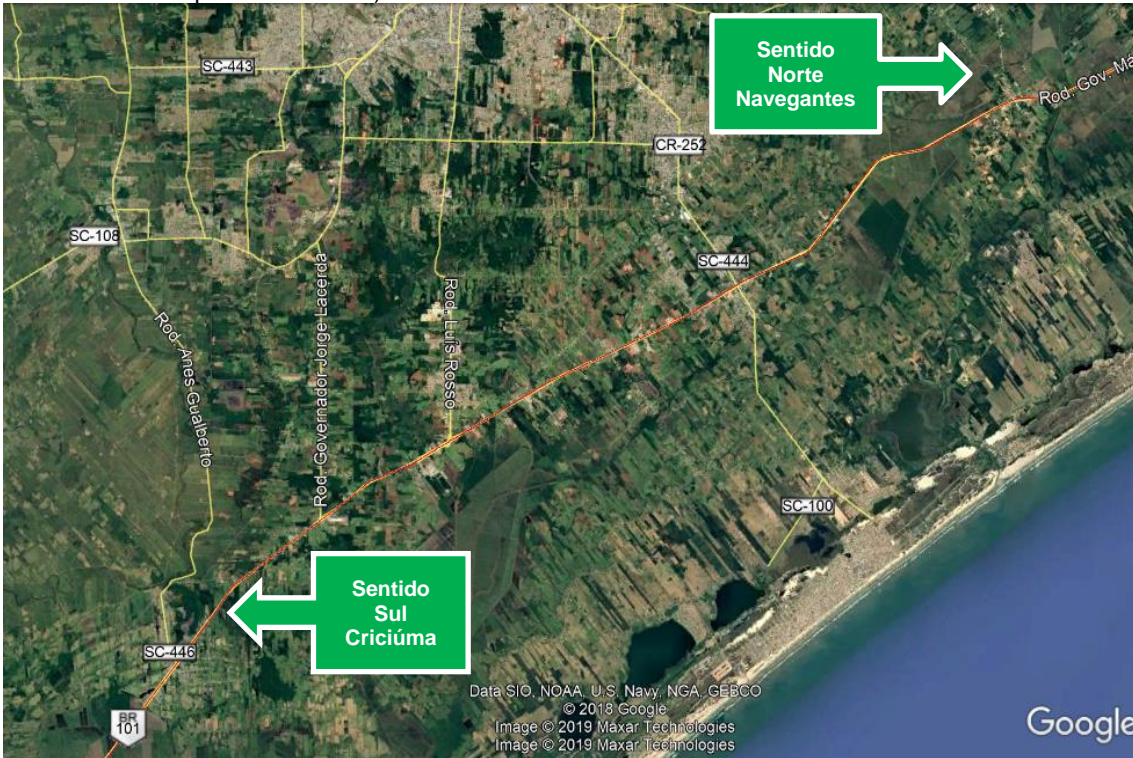 Sentido
Norte
Navegantes
SC-443
Rod. Gov. Má
CR-252
SC-108
SC-444
Rod. Governador Jorge Lacerda
Rod. Luís Rosso
Rod. Anes Gualberto
SC-100
Sentido
Sul
Criciúma
SC-446
BR
101
Data SIO, NOAA, U.S. Navy, NGA, GEBCO
© 2018 Google
Image © 2019 Maxar Technologies
Image © 2019 Maxar Technologies
Google